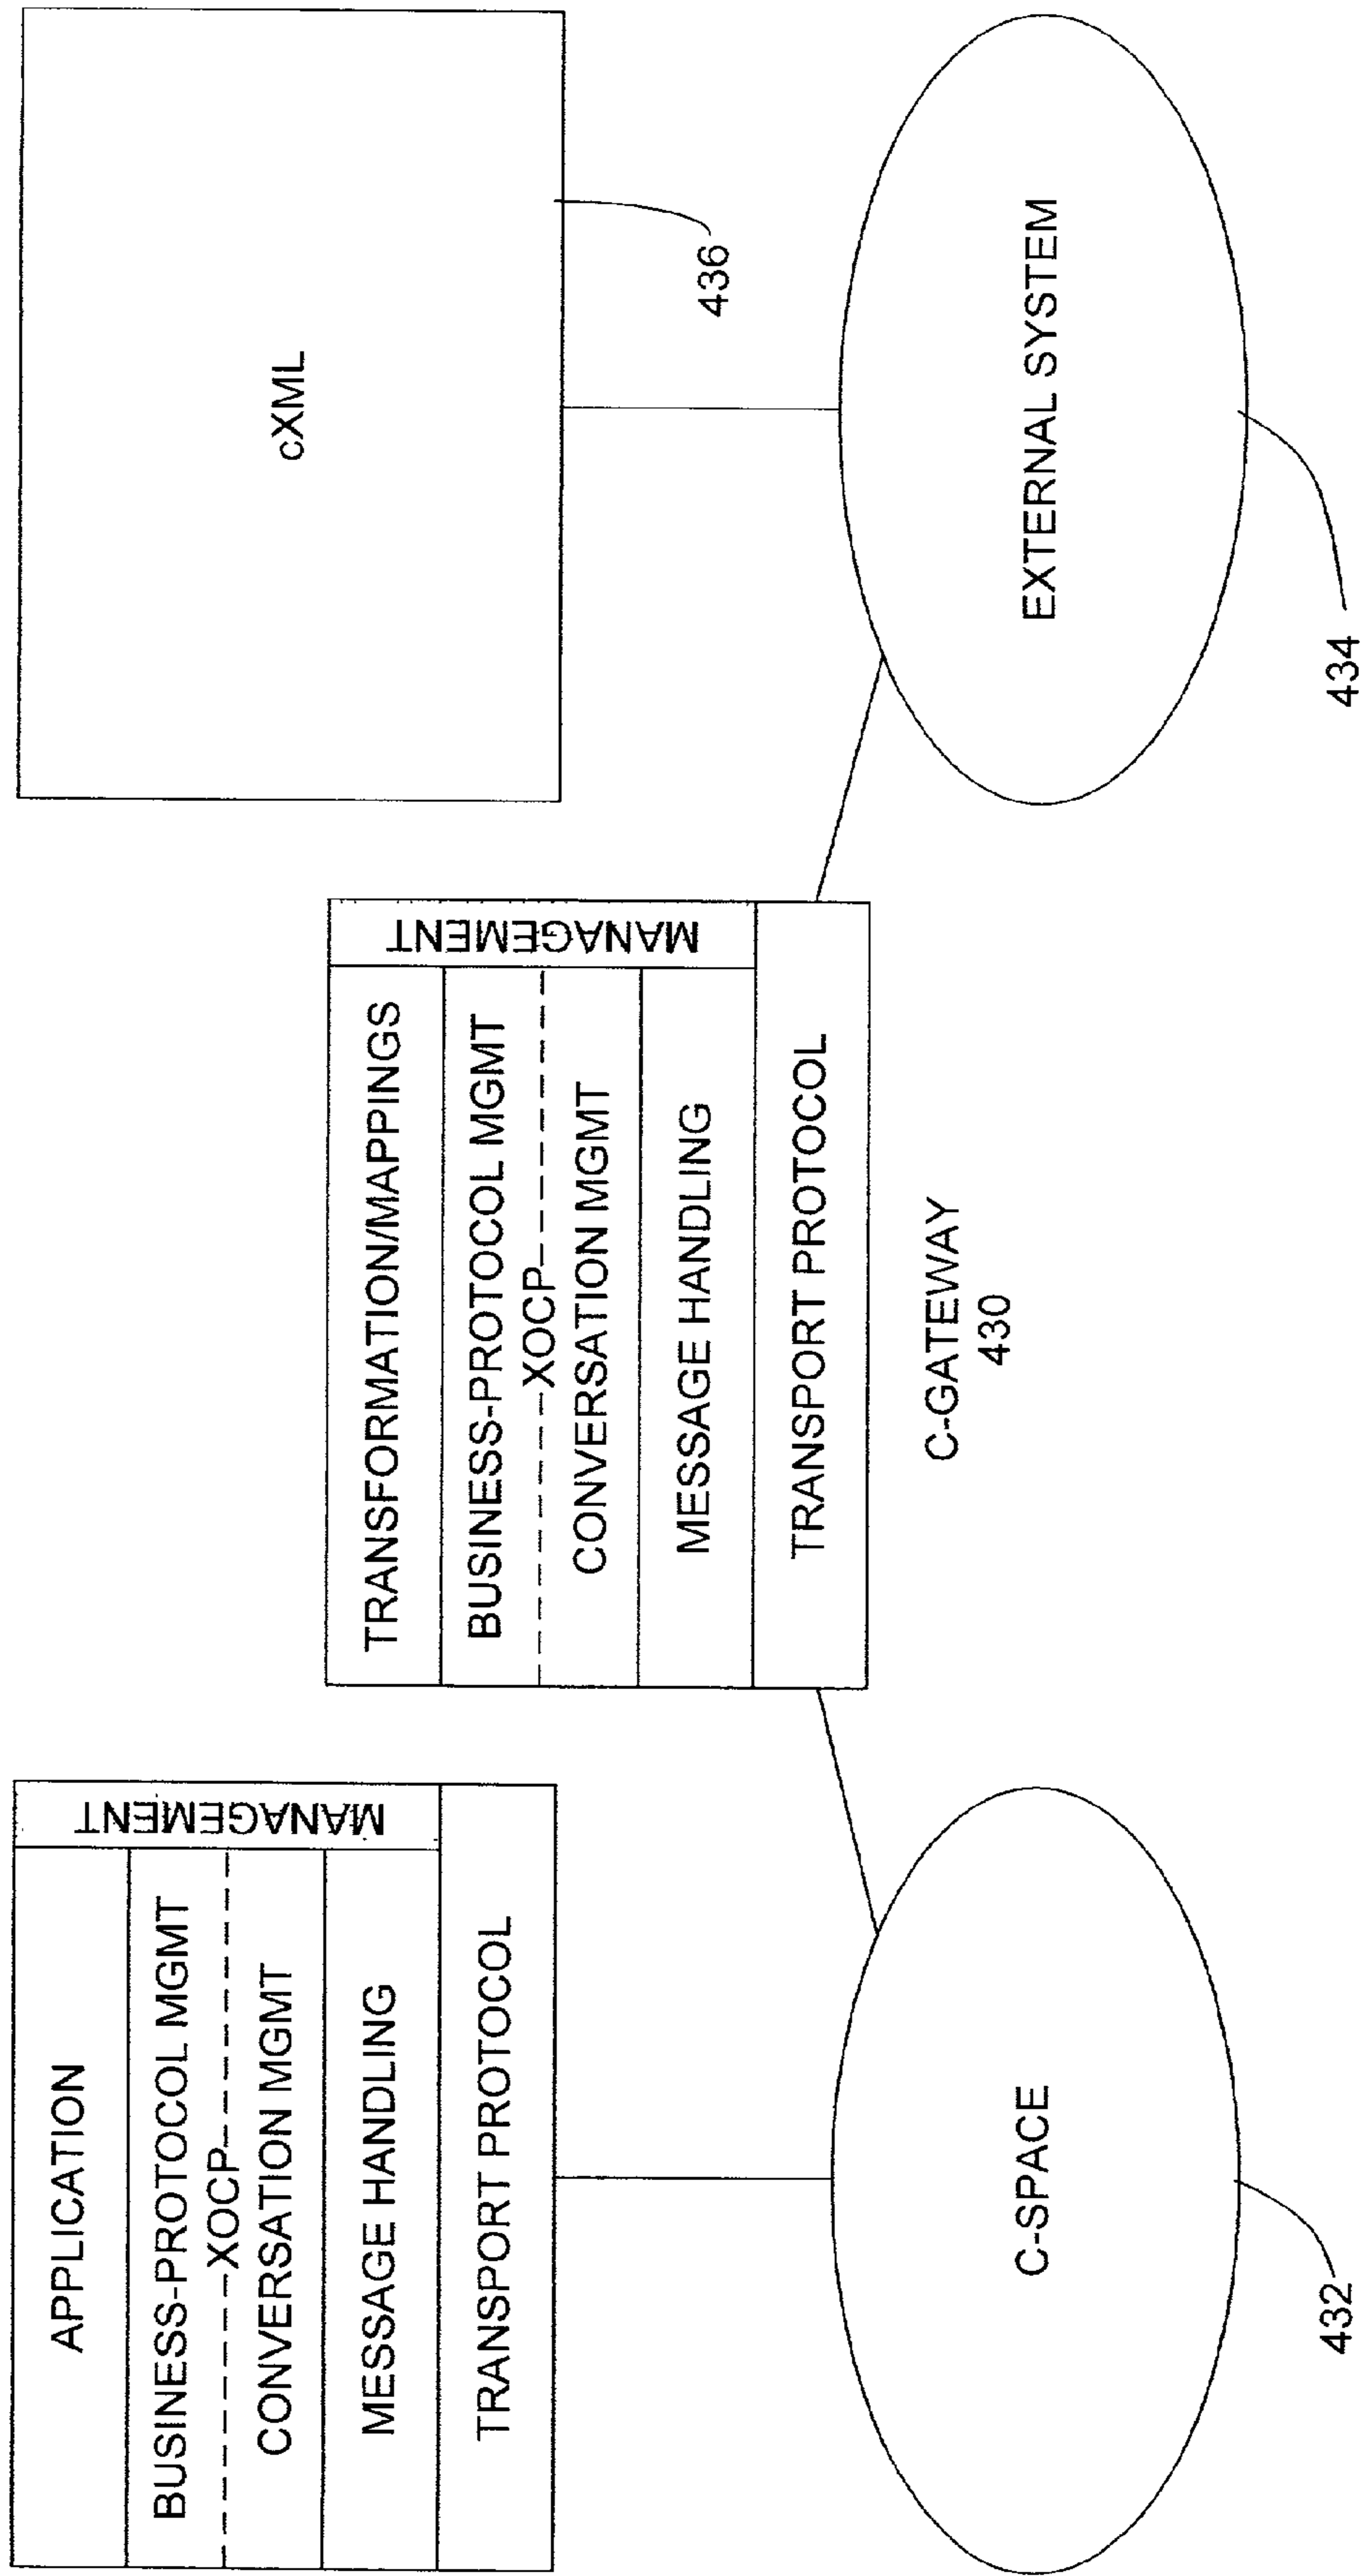 APPLICATION
BUSINESS-PROTOCOL MGMT
XOCP
CONVERSATION MGMT
MESSAGE HANDLING
TRANSPORT PROTOCOL
MANAGEMENT
C-SPACE
432
TRANSFORMATION/MAPPINGS
BUSINESS-PROTOCOL MGMT
XOCP
CONVERSATION MGMT
MESSAGE HANDLING
TRANSPORT PROTOCOL
MANAGEMENT
C-GATEWAY
430
cXML
436
EXTERNAL SYSTEM
434